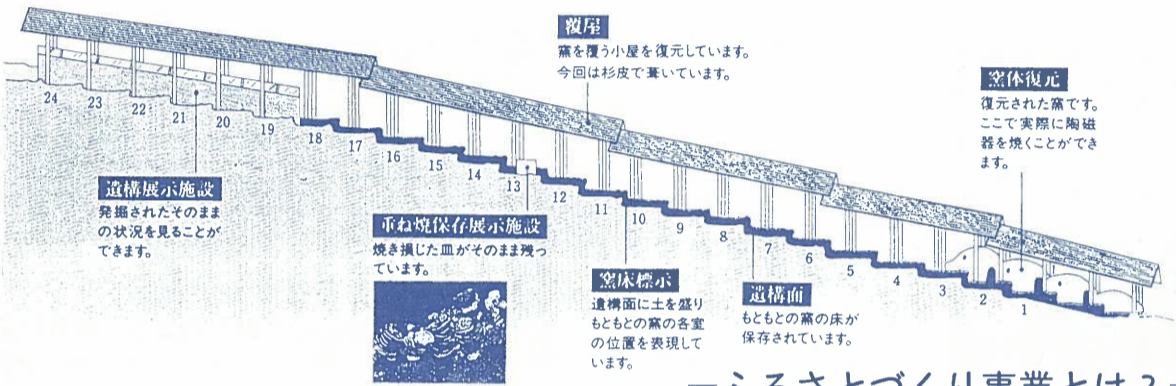 覆屋
窯を覆う小屋を復元しています。
今回は杉皮で葺いています。
窯体復元
復元された窯です。
ここで実際に陶磁
器を焼くことができ
ます。
24
23
22
21
20
19
18
17
16
15
14
13
12
11
10
9
8
7
6
5
4
3
2
1
遺構展示施設
発掘されたそのまま
の状況を見ることが
できます。
重ね焼保存展示施設
焼き損じた皿がそのまま残っ
ています。
窯床標示
遺構面に土を盛り
もともとの窯の各室
の位置を表現して
います。
遺構面
もともとの窯の床が
保存されています。